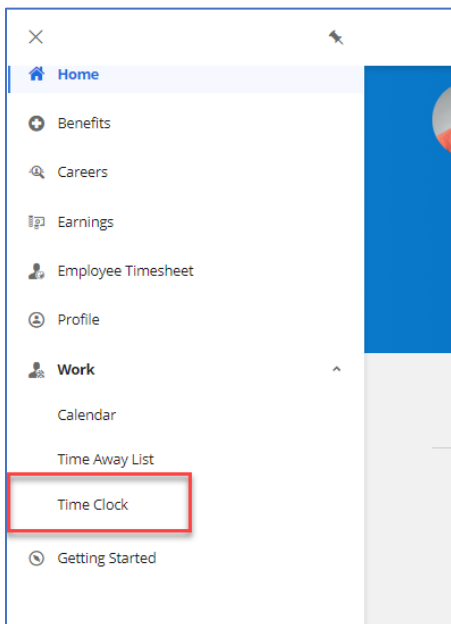 Home
Benefits
Careers
Earnings
Employee Timesheet
Profile
Work
Calendar
Time Away List
Time Clock
Getting Started